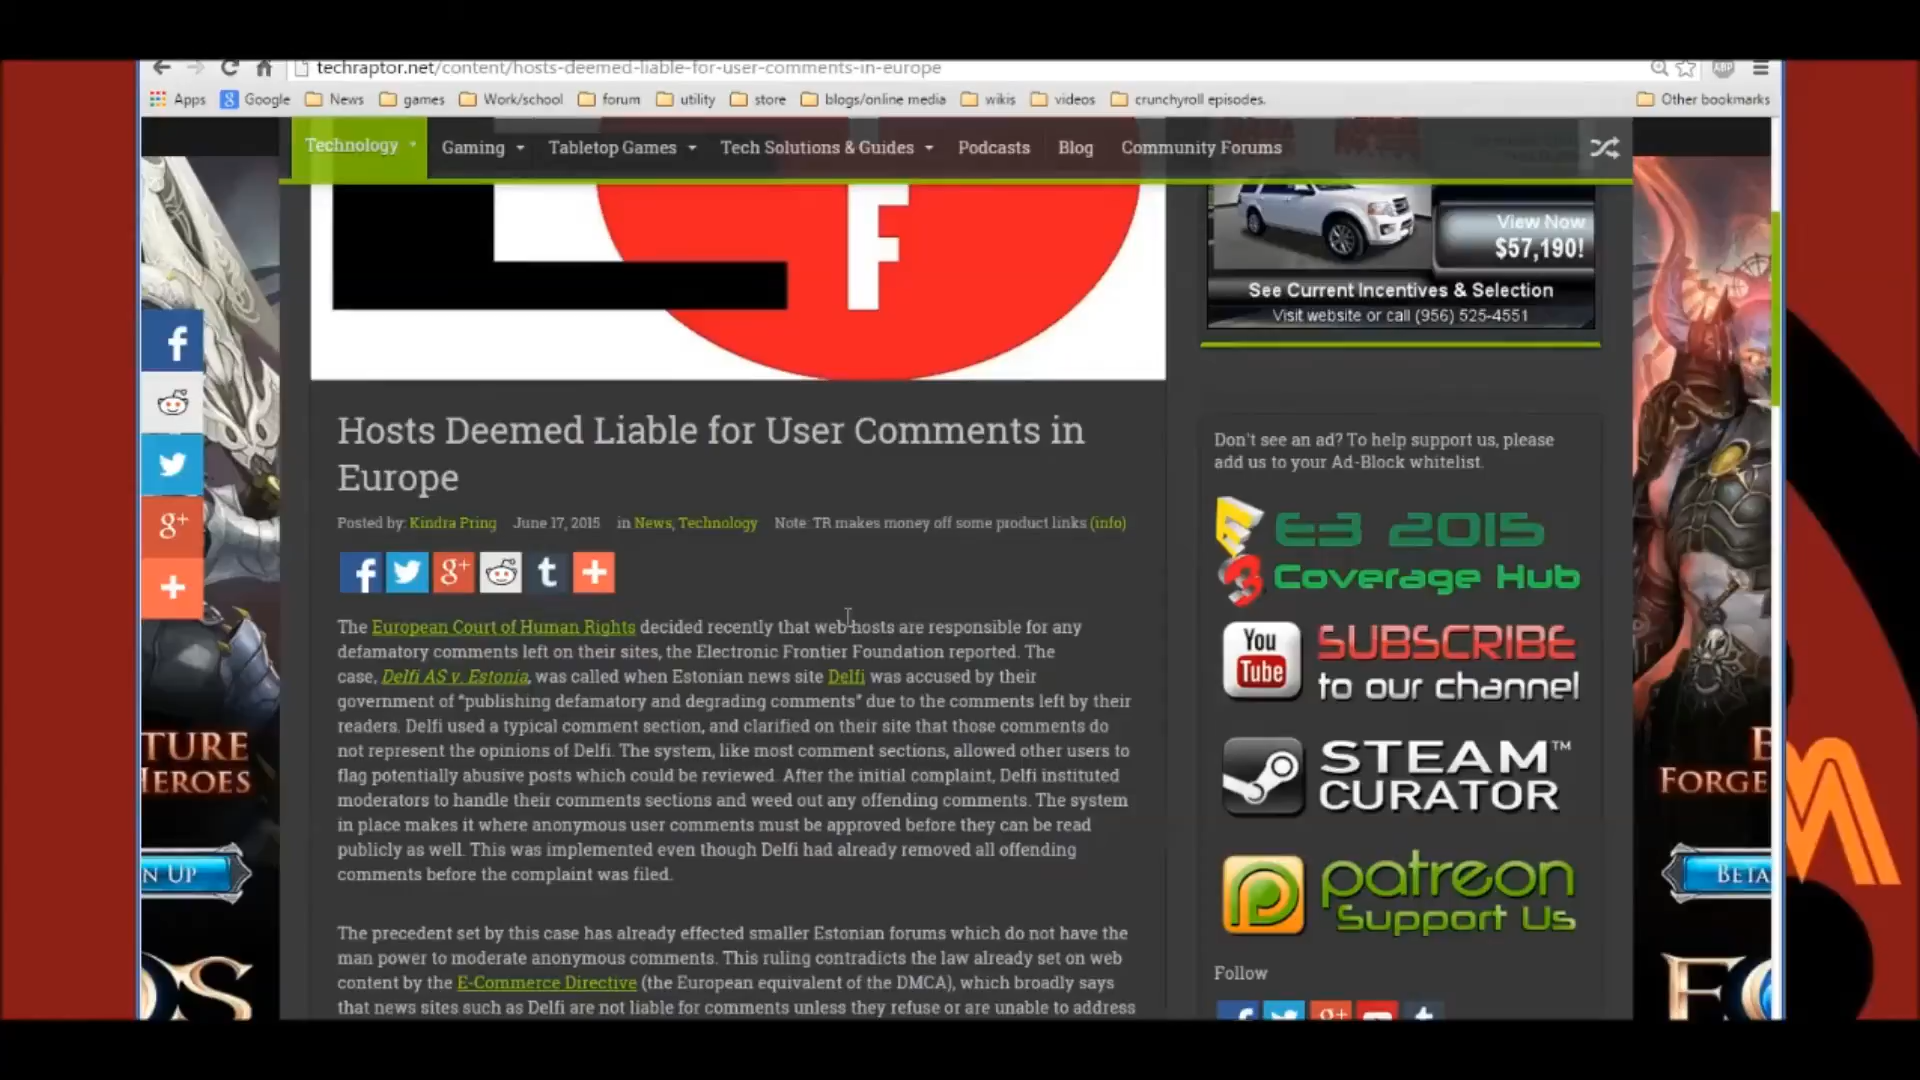 techraptor.net/content/hosts-deemed-liable-for-user-comments-in-europe
ABP
Apps Google News games Work/school forum utility store blogs/online media wikis videos crunchyroll episodes. Other bookmarks
Technology Gaming Tabletop Games Tech Solutions & Guides Podcasts Blog Community Forums
F
View Now
$57,190!
See Current Incentives & Selection
Visit website or call (956) 525-4551
Hosts Deemed Liable for User Comments in
Europe
Posted by: Kindra Pring June 17, 2015 in News, Technology Note: TR makes money off some product links (info)
The European Court of Human Rights decided recently that web hosts are responsible for any
defamatory comments left on their sites, the Electronic Frontier Foundation reported. The
case, Delfi AS v. Estonia, was called when Estonian news site Delfi was accused by their
government of “publishing defamatory and degrading comments” due to the comments left by their
readers. Delfi used a typical comment section, and clarified on their site that those comments do
not represent the opinions of Delfi. The system, like most comment sections, allowed other users to
flag potentially abusive posts which could be reviewed. After the initial complaint, Delfi instituted
moderators to handle their comments sections and weed out any offending comments. The system
in place makes it where anonymous user comments must be approved before they can be read
publicly as well. This was implemented even though Delfi had already removed all offending
comments before the complaint was filed.
The precedent set by this case has already effected smaller Estonian forums which do not have the
man power to moderate anonymous comments. This ruling contradicts the law already set on web
content by the E-Commerce Directive (the European equivalent of the DMCA), which broadly says
that news sites such as Delfi are not liable for comments unless they refuse or are unable to address
Don't see an ad? To help support us, please
add us to your Ad-Block whitelist.
E3 E3 2015
Coverage Hub
You Tube SUBSCRIBE
to our channel
STEAM™
CURATOR
patreon
Support Us
Follow
TURE
HEROES
N UP
OS
B
FORGE
BETA
FO